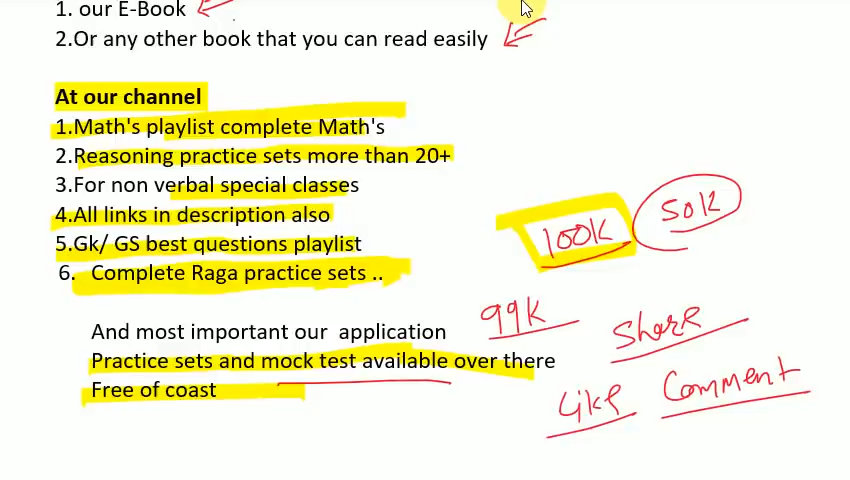 1. our E-Book
2.Or any other book that you can read easily
At our channel
1.Math's playlist complete Math's
2.Reasoning practice sets more than 20+
3.For non verbal special classes
4.All links in description also
5.Gk/ GS best questions playlist
6. Complete Raga practice sets ..
100K
50K
And most important our application
Practice sets and mock test available over there
Free of coast
99K
Share
Like
Comment